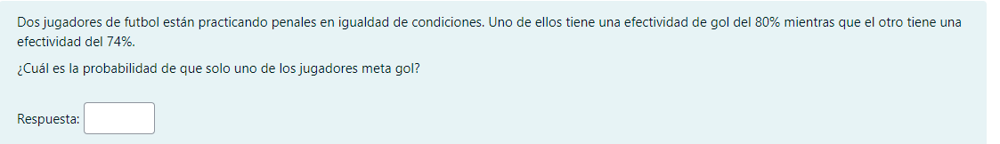 Dos jugadores de futbol están practicando penales en igualdad de condiciones. Uno de ellos tiene una efectividad de gol del 80% mientras que el otro tiene una
efectividad del 74%.
¿Cuál es la probabilidad de que solo uno de los jugadores meta gol?
Respuesta: